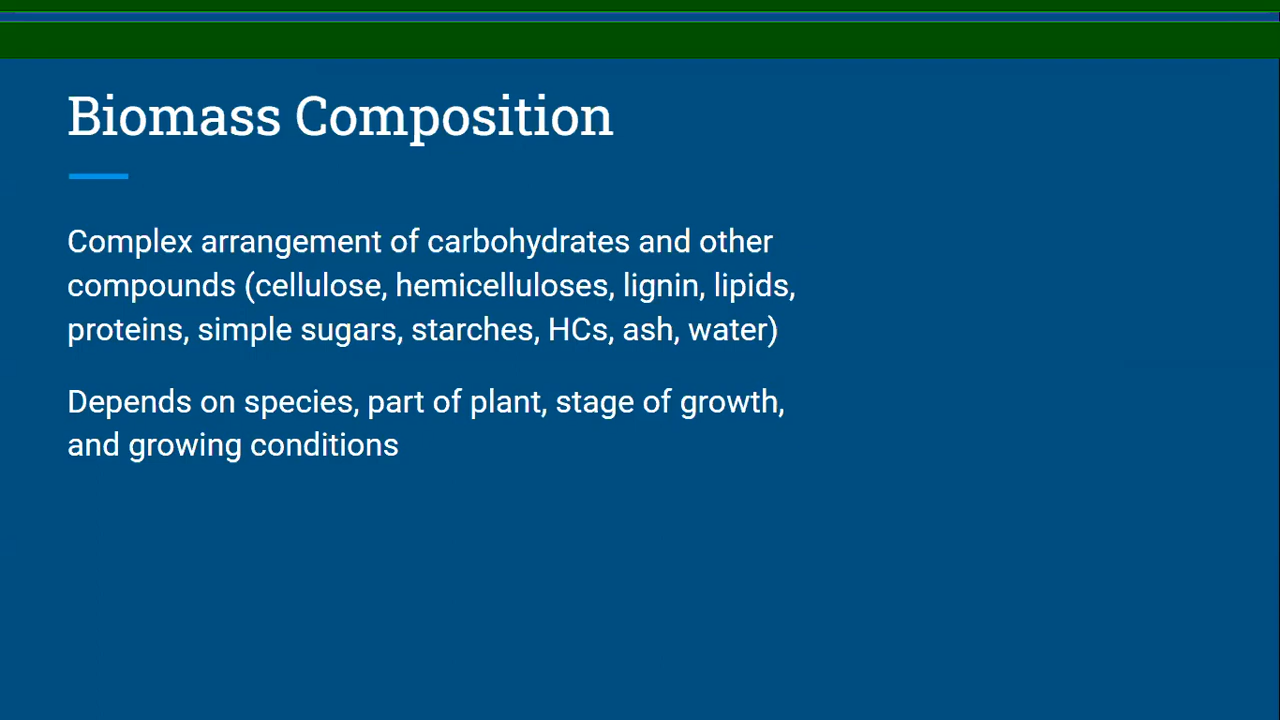 Biomass Composition
Complex arrangement of carbohydrates and other
compounds (cellulose, hemicelluloses, lignin, lipids,
proteins, simple sugars, starches, HCs, ash, water)
Depends on species, part of plant, stage of growth,
and growing conditions